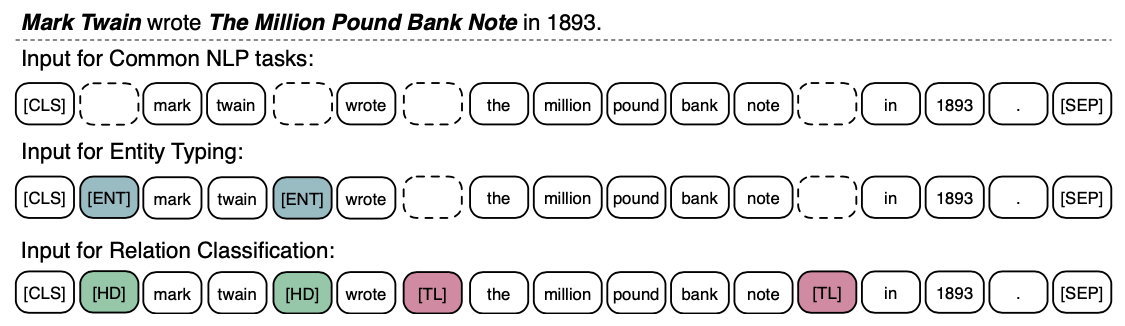 Mark Twain wrote The Million Pound Bank Note in 1893.
Input for Common NLP tasks:
[CLS] mark twain wrote the million pound bank note in 1893 . [SEP]
Input for Entity Typing:
[CLS] [ENT] mark twain [ENT] wrote the million pound bank note in 1893 . [SEP]
Input for Relation Classification:
[CLS] [HD] mark twain [HD] wrote [TL] the million pound bank note [TL] in 1893 . [SEP]